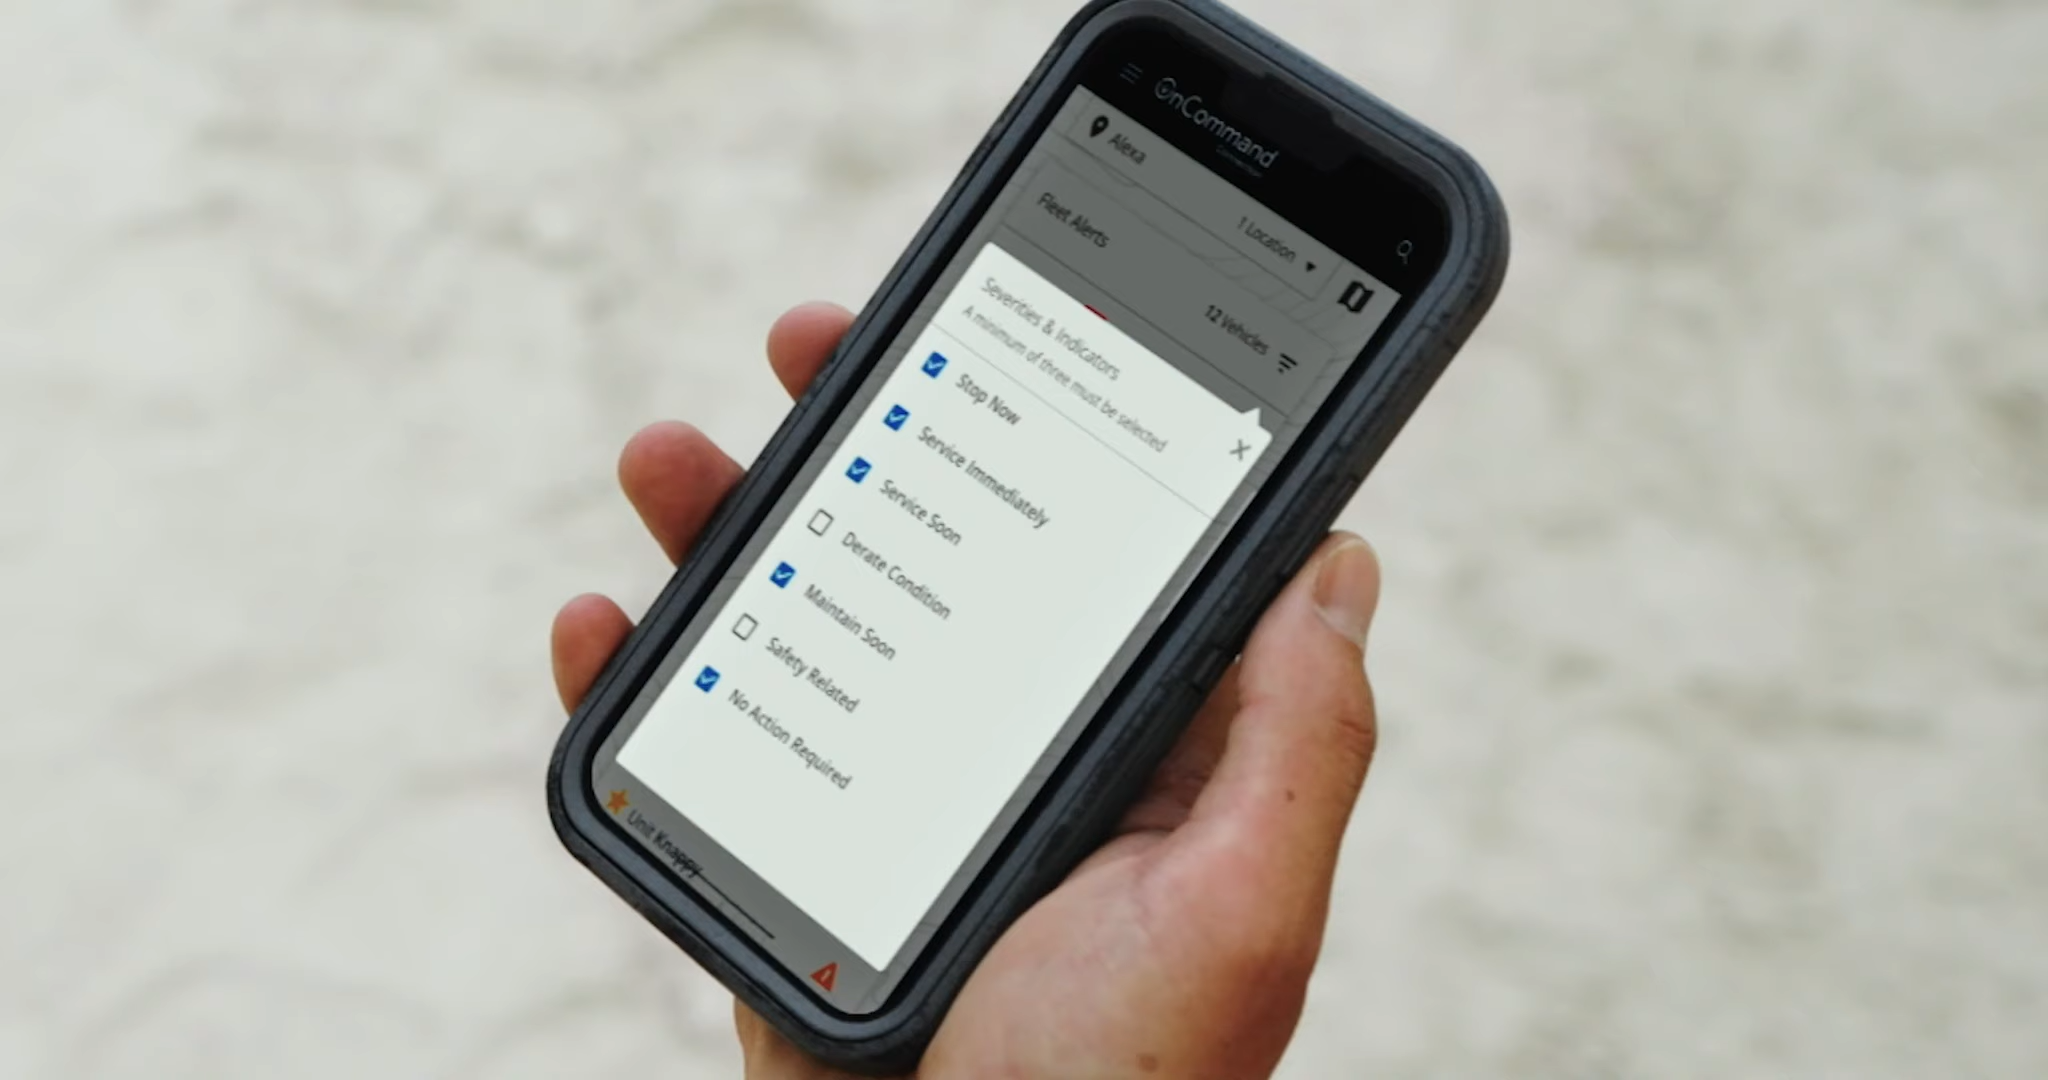 OnCommand
Connection
Alexa
1 Location
Fleet Alerts
12 Vehicles
Severities & Indicators
A minimum of three must be selected
Stop Now
Service Immediately
Service Soon
Derate Condition
Maintain Soon
Safety Related
No Action Required
Unit Knappy